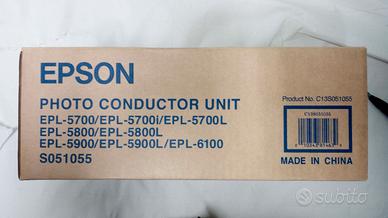 EPSON
PHOTO CONDUCTOR UNIT
EPL-5700/EPL-5700i/EPL-5700L
EPL-5800/EPL-5800L
EPL-5900/EPL-5900L/EPL-6100
S051055
Product No. C13S051055
C13S051055
MADE IN CHINA
subito